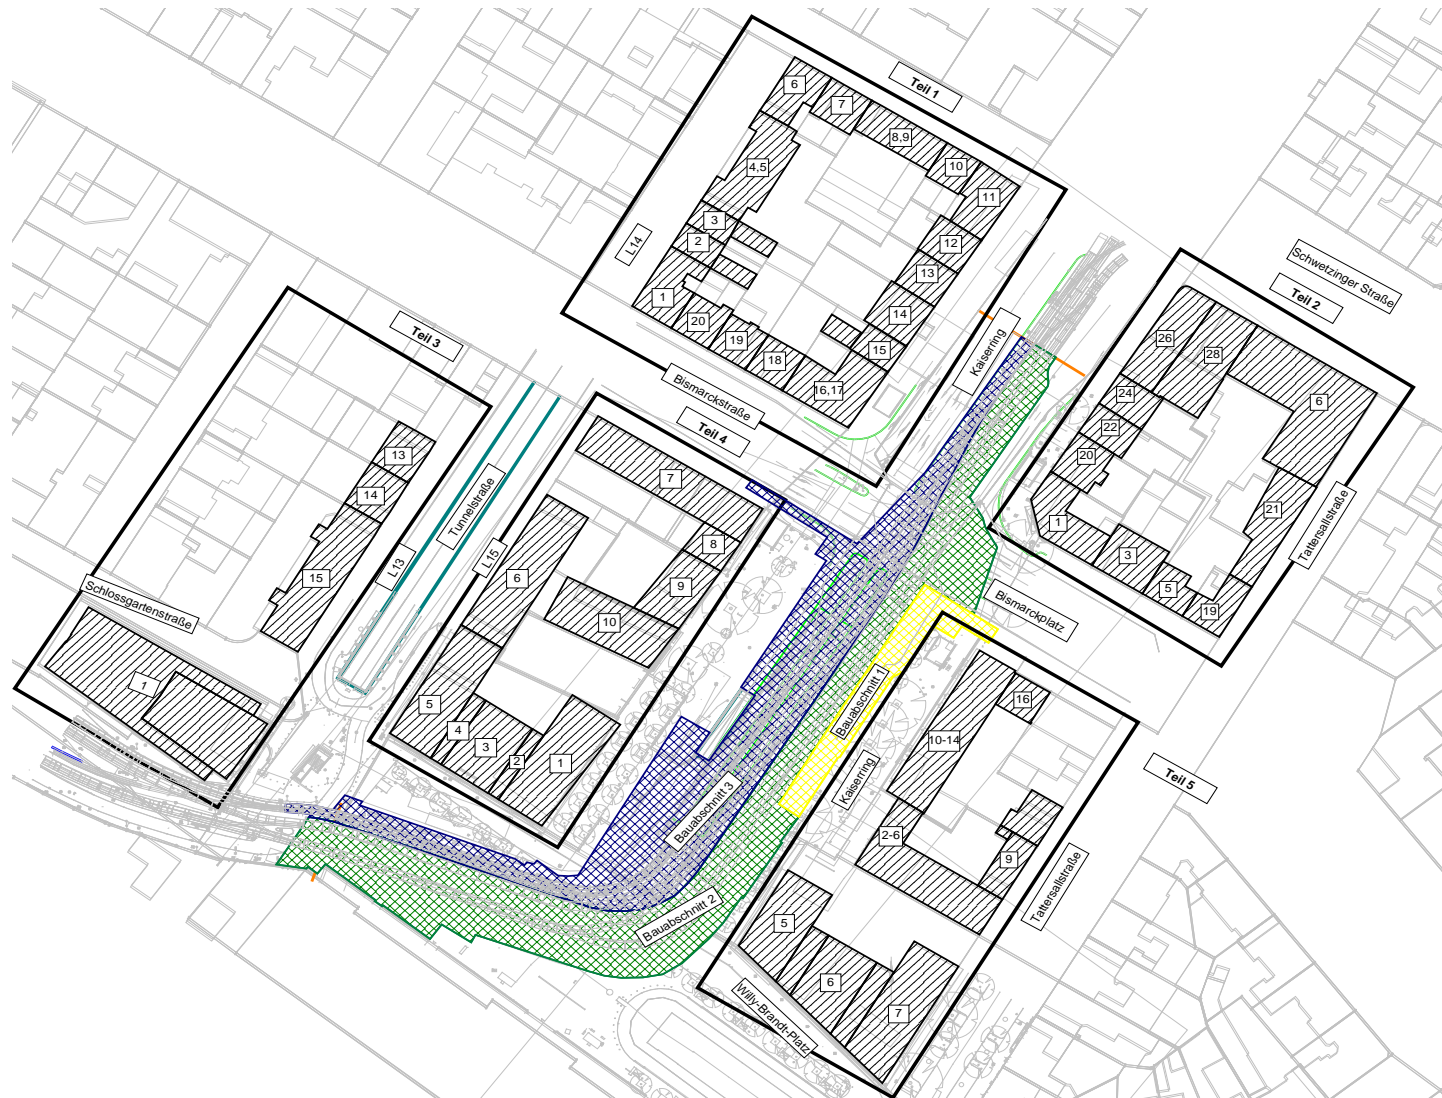 Teil 1
6
7
8,9
10
11
4,5
3
2
12
13
14
15
1
20
19
18
16,17
L14
Kaiserring
Bismarckstraße
Schwetzinger Straße
Teil 2
26
28
6
24
22
20
1
3
5
19
21
Tattersallstraße
Bismarckplatz
Teil 3
13
14
15
L13
Tunnelstraße
Schlossgartenstraße
1
Teil 4
L15
7
8
9
10
6
5
4
3
2
1
Bauabschnitt 1
Bauabschnitt 3
Bauabschnitt 2
Kaiserring
Teil 5
16
10-14
2-6
9
5
6
7
Tattersallstraße
Willy-Brandt-Platz